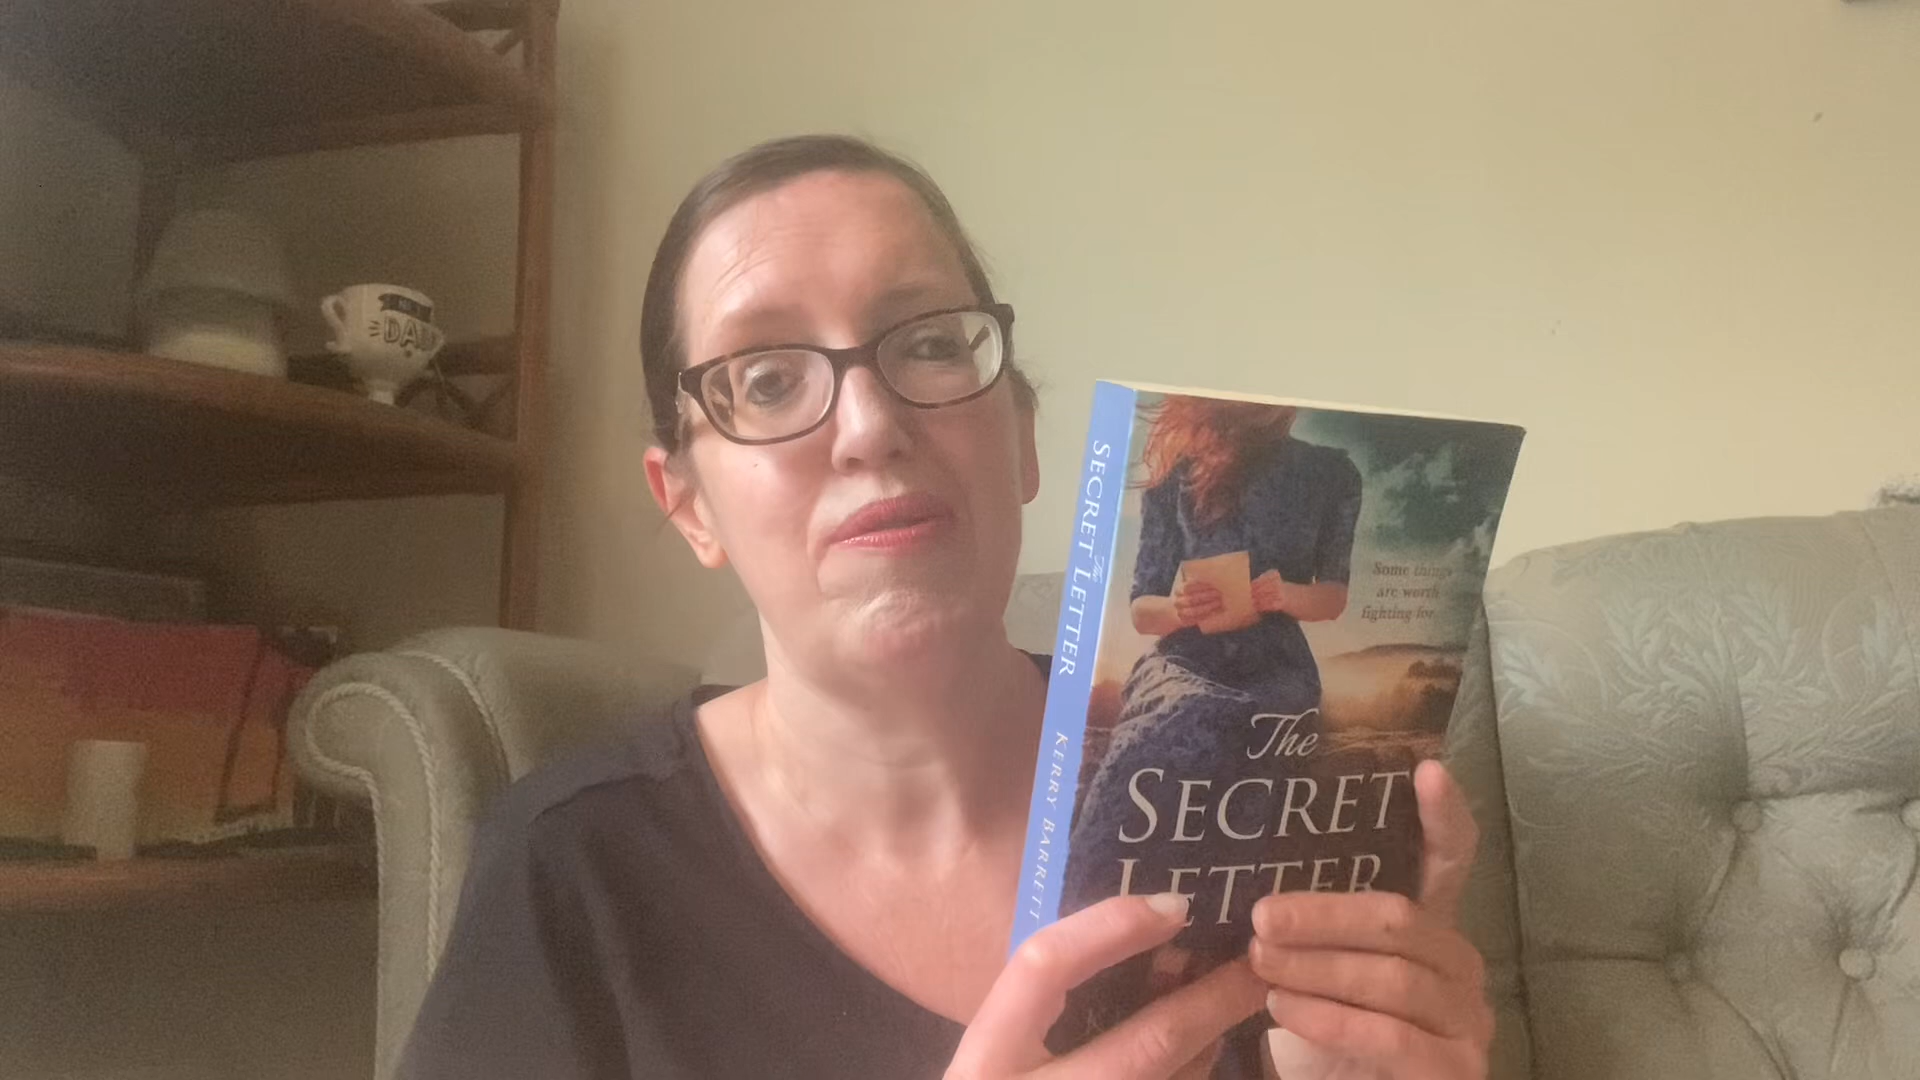 DAD
The
SECRET LETTER
KERRY BARRETT
Some things
are worth
fighting for.
The
SECRET
LETTER